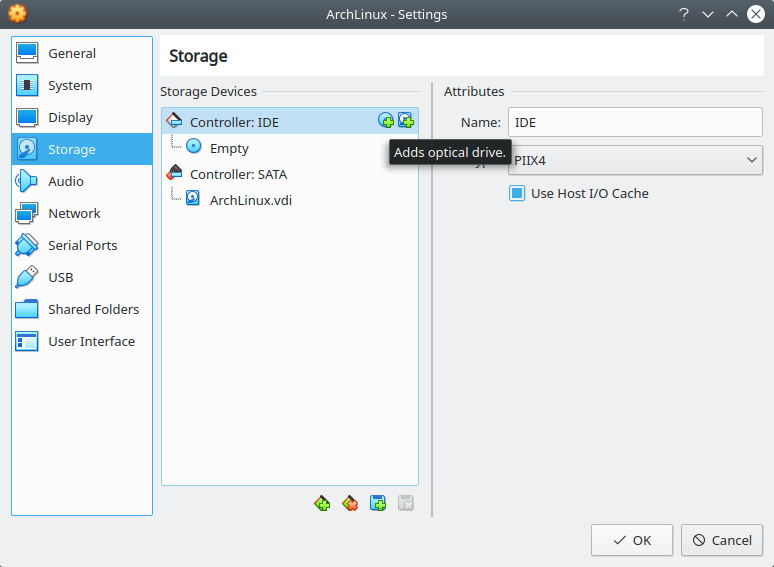 ArchLinux - Settings
General
System
Display
Storage
Audio
Network
Serial Ports
USB
Shared Folders
User Interface
Storage
Storage Devices
Controller: IDE
Empty
Controller: SATA
ArchLinux.vdi
Adds optical drive.
Attributes
Name: IDE
PIIX4
Use Host I/O Cache
OK
Cancel